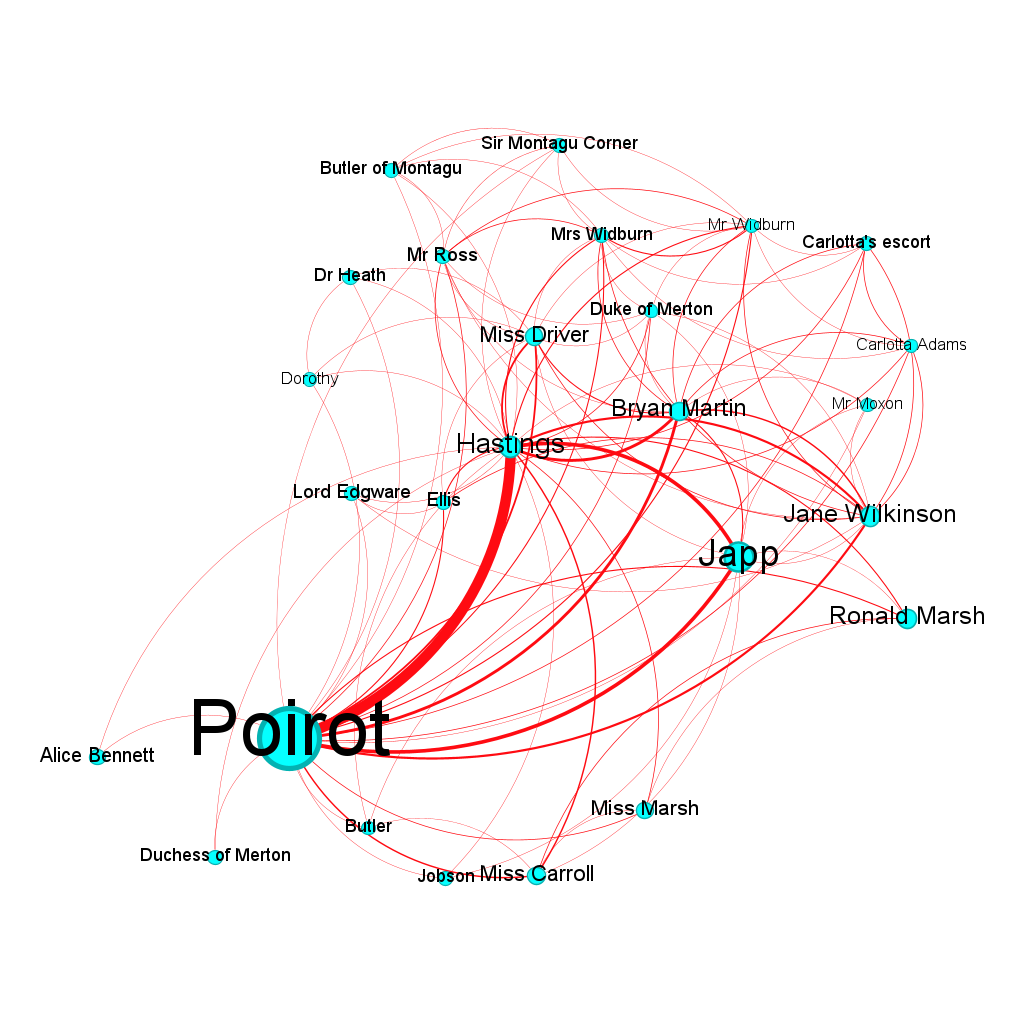 Sir Montagu Corner
Butler of Montagu
Mr Widburn
Mrs Widburn
Carlotta's escort
Mr Ross
Dr Heath
Duke of Merton
Miss Driver
Carlotta Adams
Dorothy
Mr Moxon
Bryan Martin
Hastings
Lord Edgware
Ellis
Jane Wilkinson
Japp
Ronald Marsh
Poirot
Alice Bennett
Miss Marsh
Butler
Duchess of Merton
Jobson
Miss Carroll